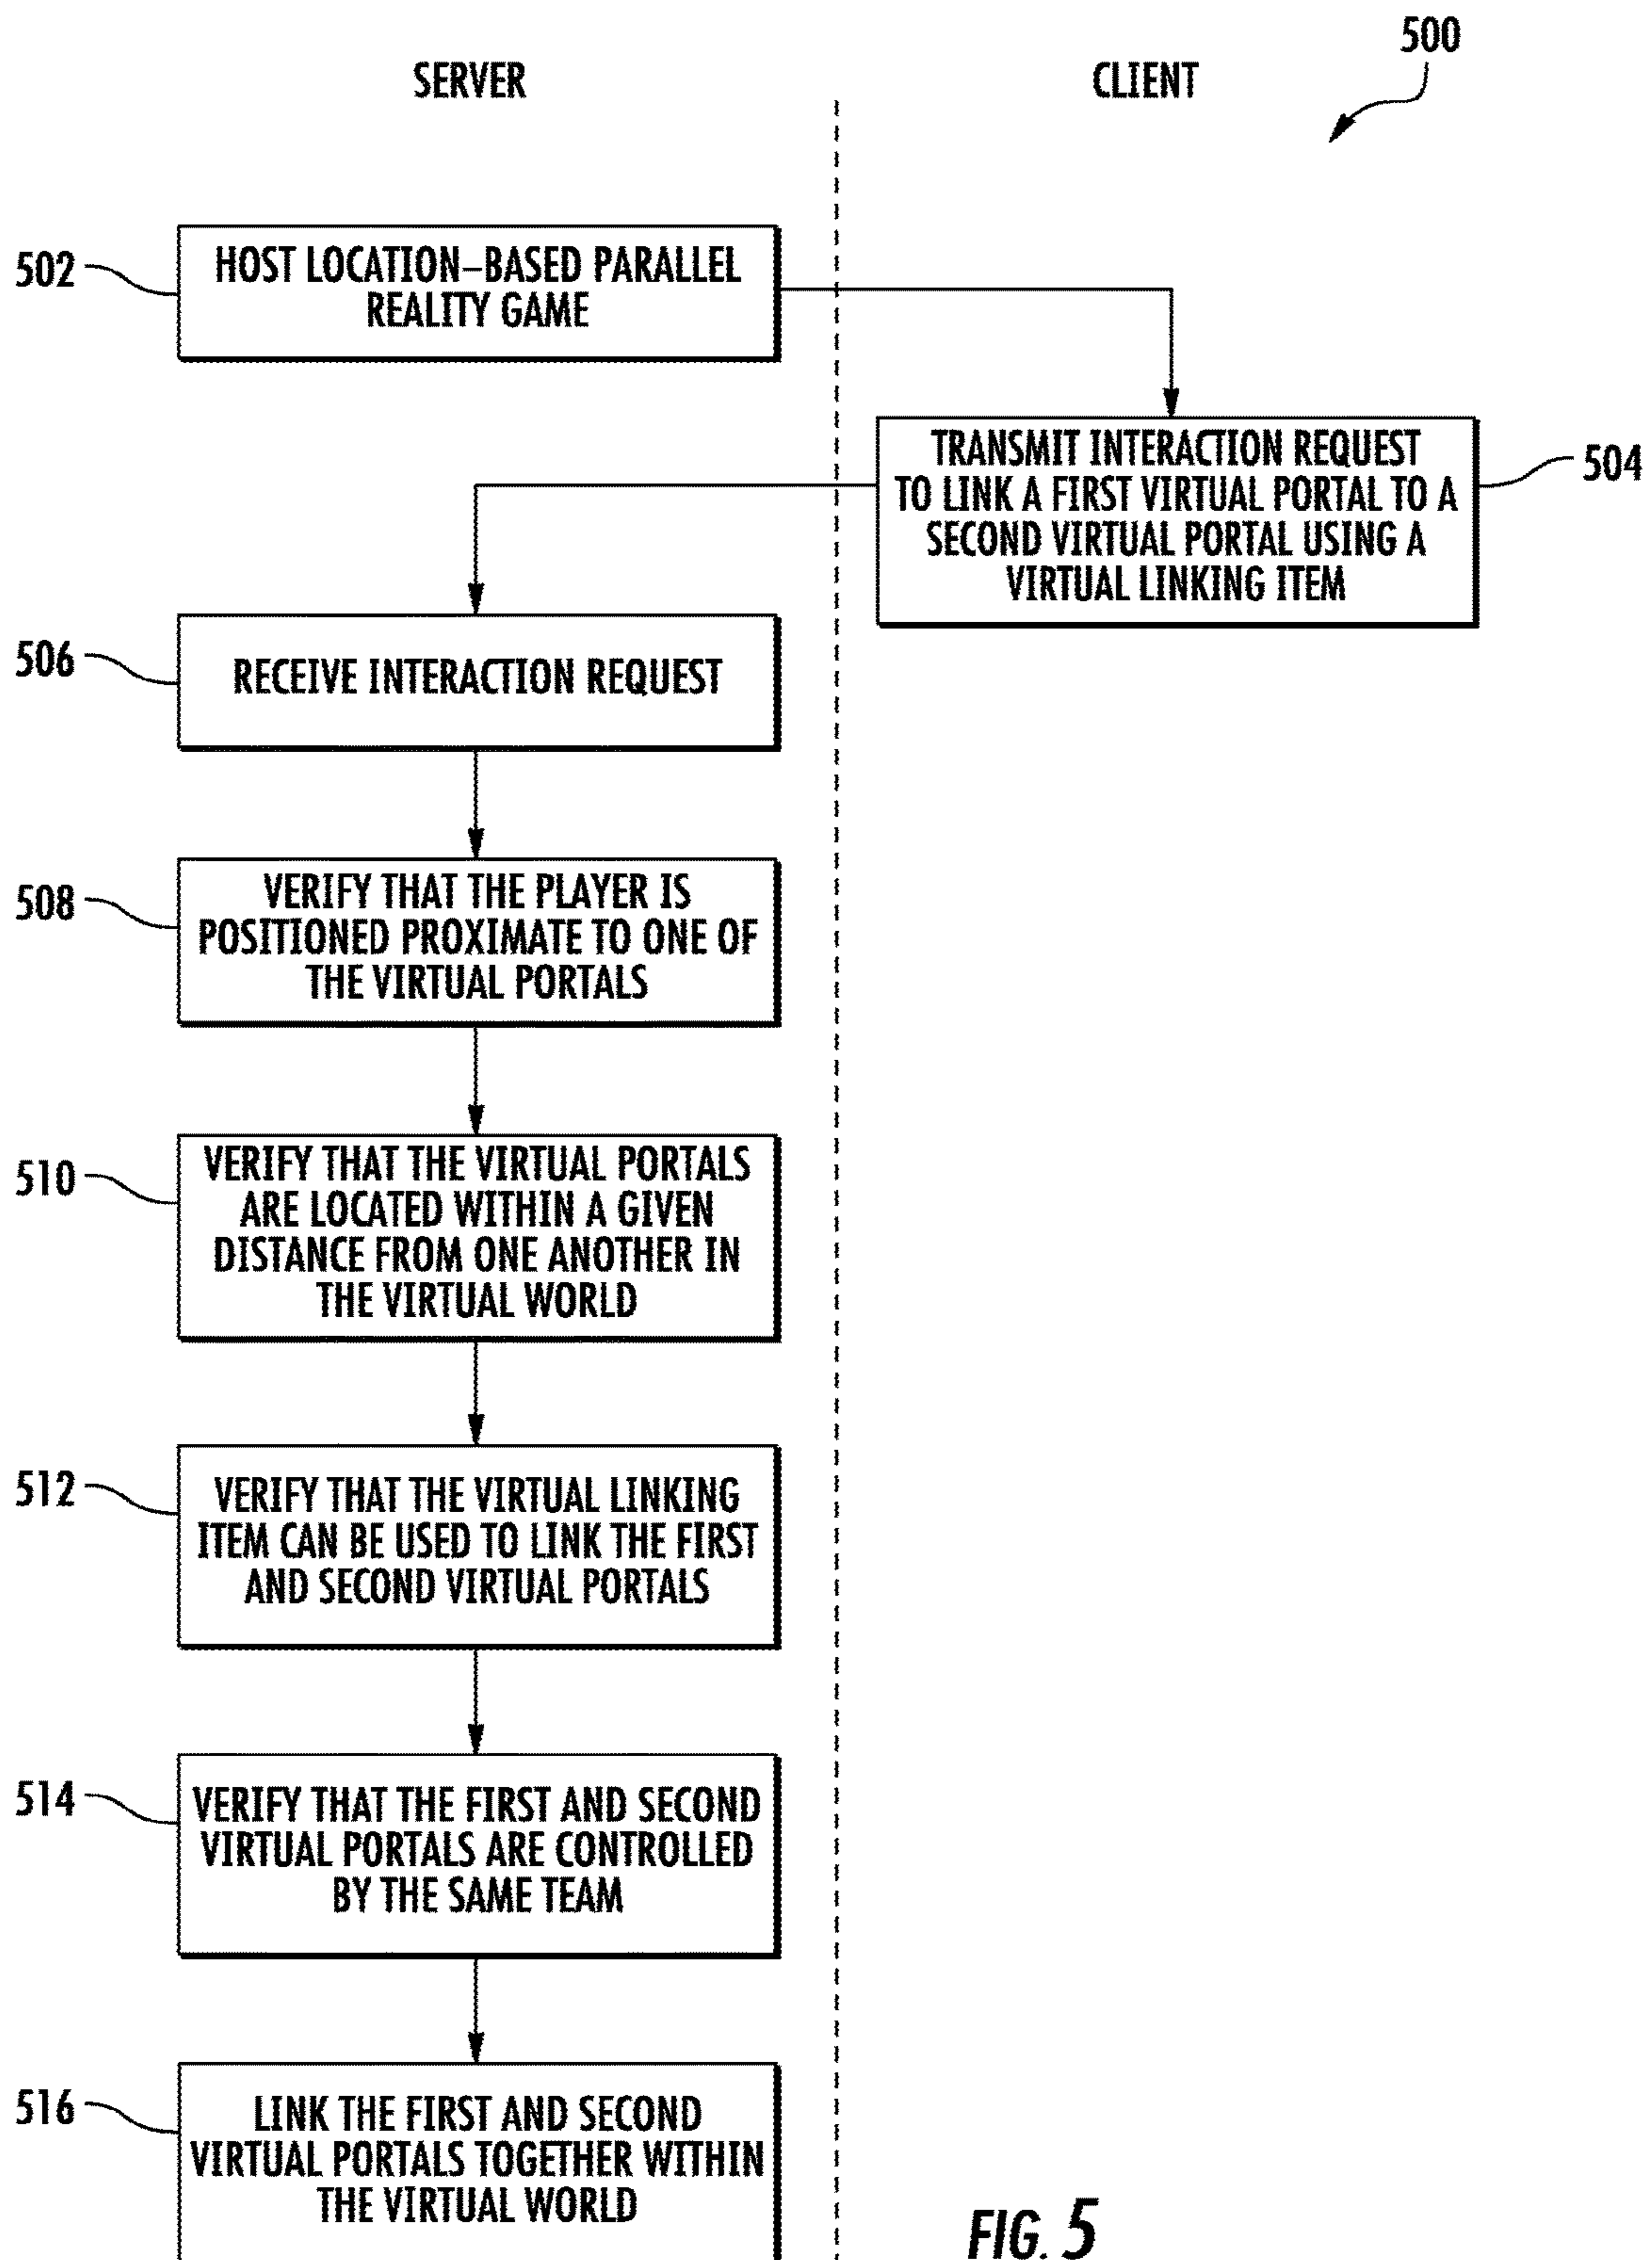 500
SERVER
CLIENT
502
HOST LOCATION-BASED PARALLEL
REALITY GAME
TRANSMIT INTERACTION REQUEST
TO LINK A FIRST VIRTUAL PORTAL TO A
SECOND VIRTUAL PORTAL USING A
VIRTUAL LINKING ITEM
504
506
RECEIVE INTERACTION REQUEST
508
VERIFY THAT THE PLAYER IS
POSITIONED PROXIMATE TO ONE OF
THE VIRTUAL PORTALS
510
VERIFY THAT THE VIRTUAL PORTALS
ARE LOCATED WITHIN A GIVEN
DISTANCE FROM ONE ANOTHER IN
THE VIRTUAL WORLD
512
VERIFY THAT THE VIRTUAL LINKING
ITEM CAN BE USED TO LINK THE FIRST
AND SECOND VIRTUAL PORTALS
514
VERIFY THAT THE FIRST AND SECOND
VIRTUAL PORTALS ARE CONTROLLED
BY THE SAME TEAM
516
LINK THE FIRST AND SECOND
VIRTUAL PORTALS TOGETHER WITHIN
THE VIRTUAL WORLD
FIG. 5